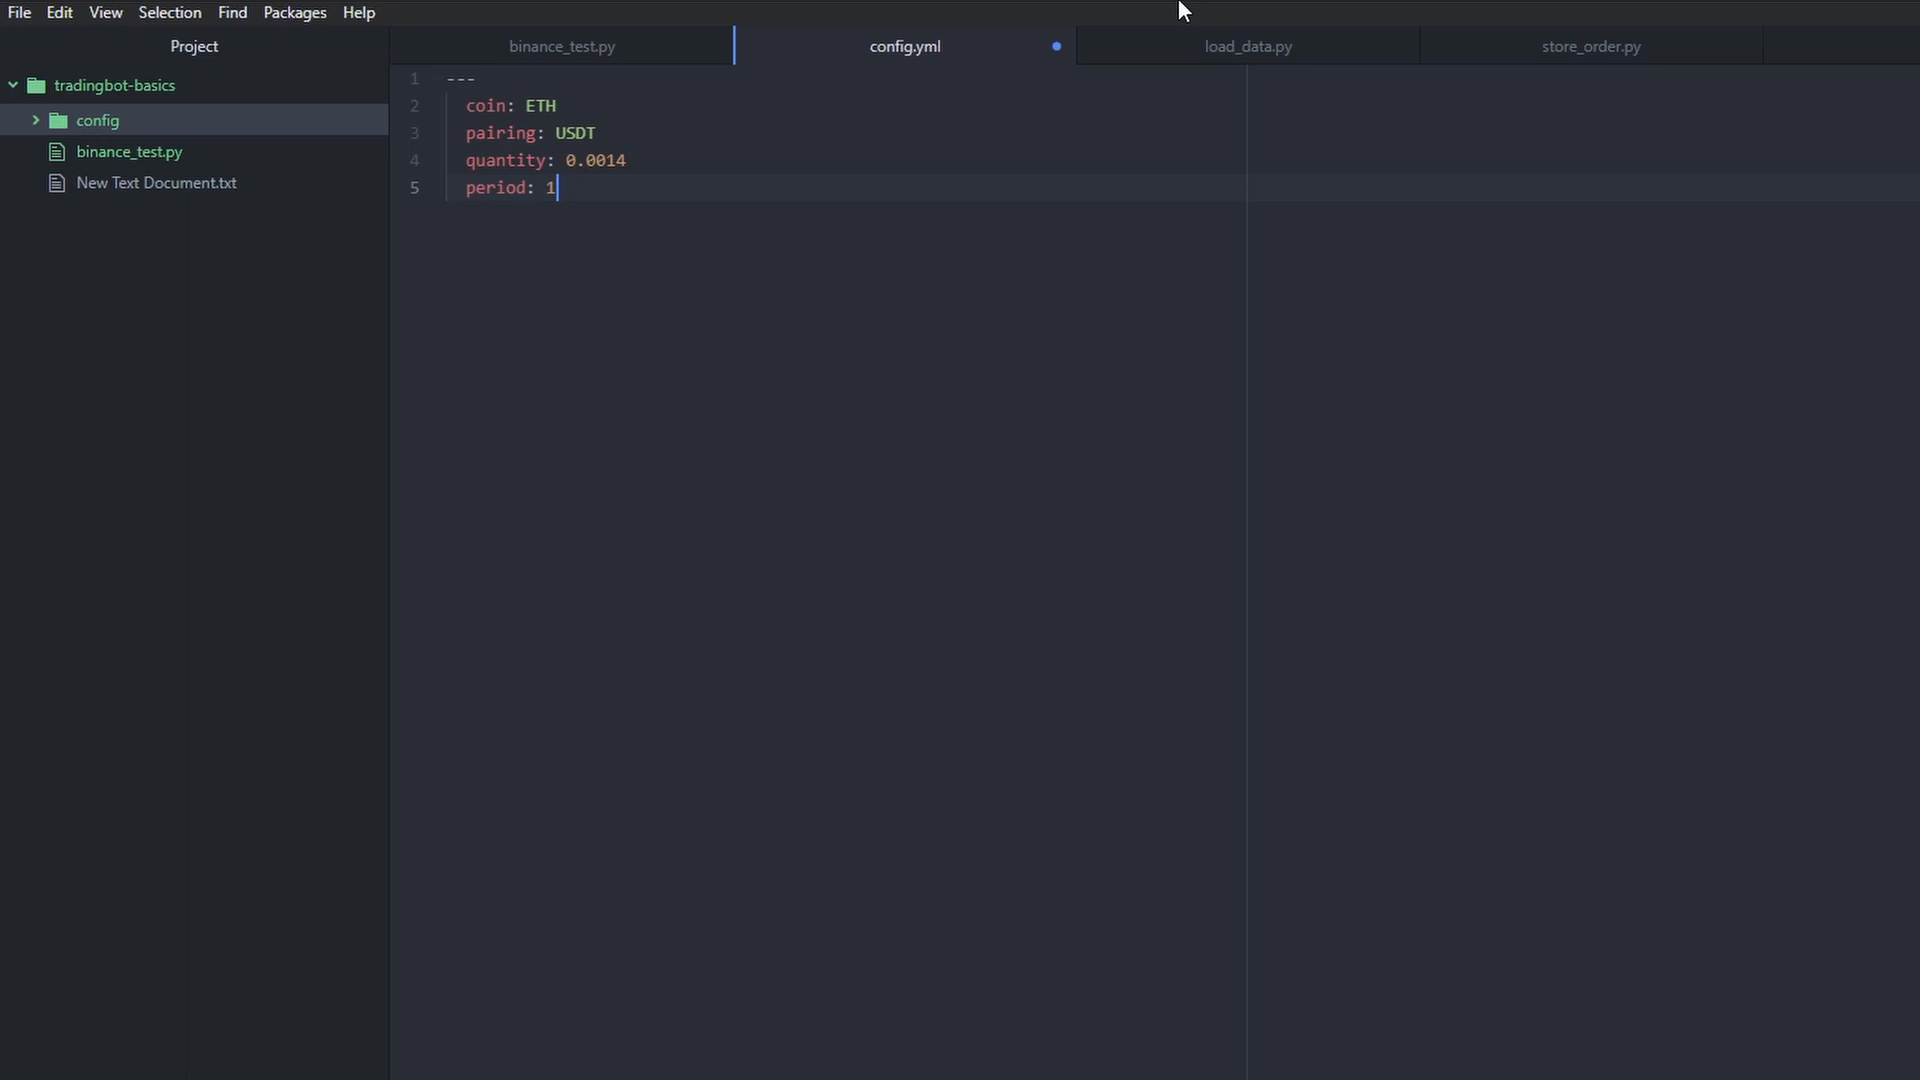 File Edit View Selection Find Packages Help
Project
binance_test.py
config.yml
load_data.py
store_order.py
tradingbot-basics
config
binance_test.py
New Text Document.txt
1 ---
2 coin: ETH
3 pairing: USDT
4 quantity: 0.0014
5 period: 1